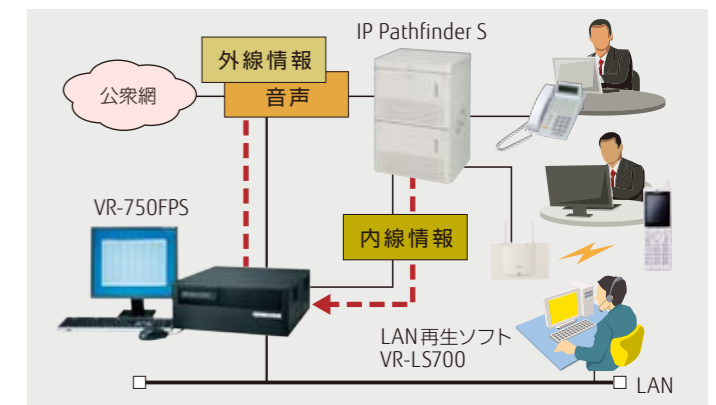 IP Pathfinder S
外線情報
公衆網
音声
VR-750FPS
内線情報
LAN再生ソフト
VR-LS700
LAN